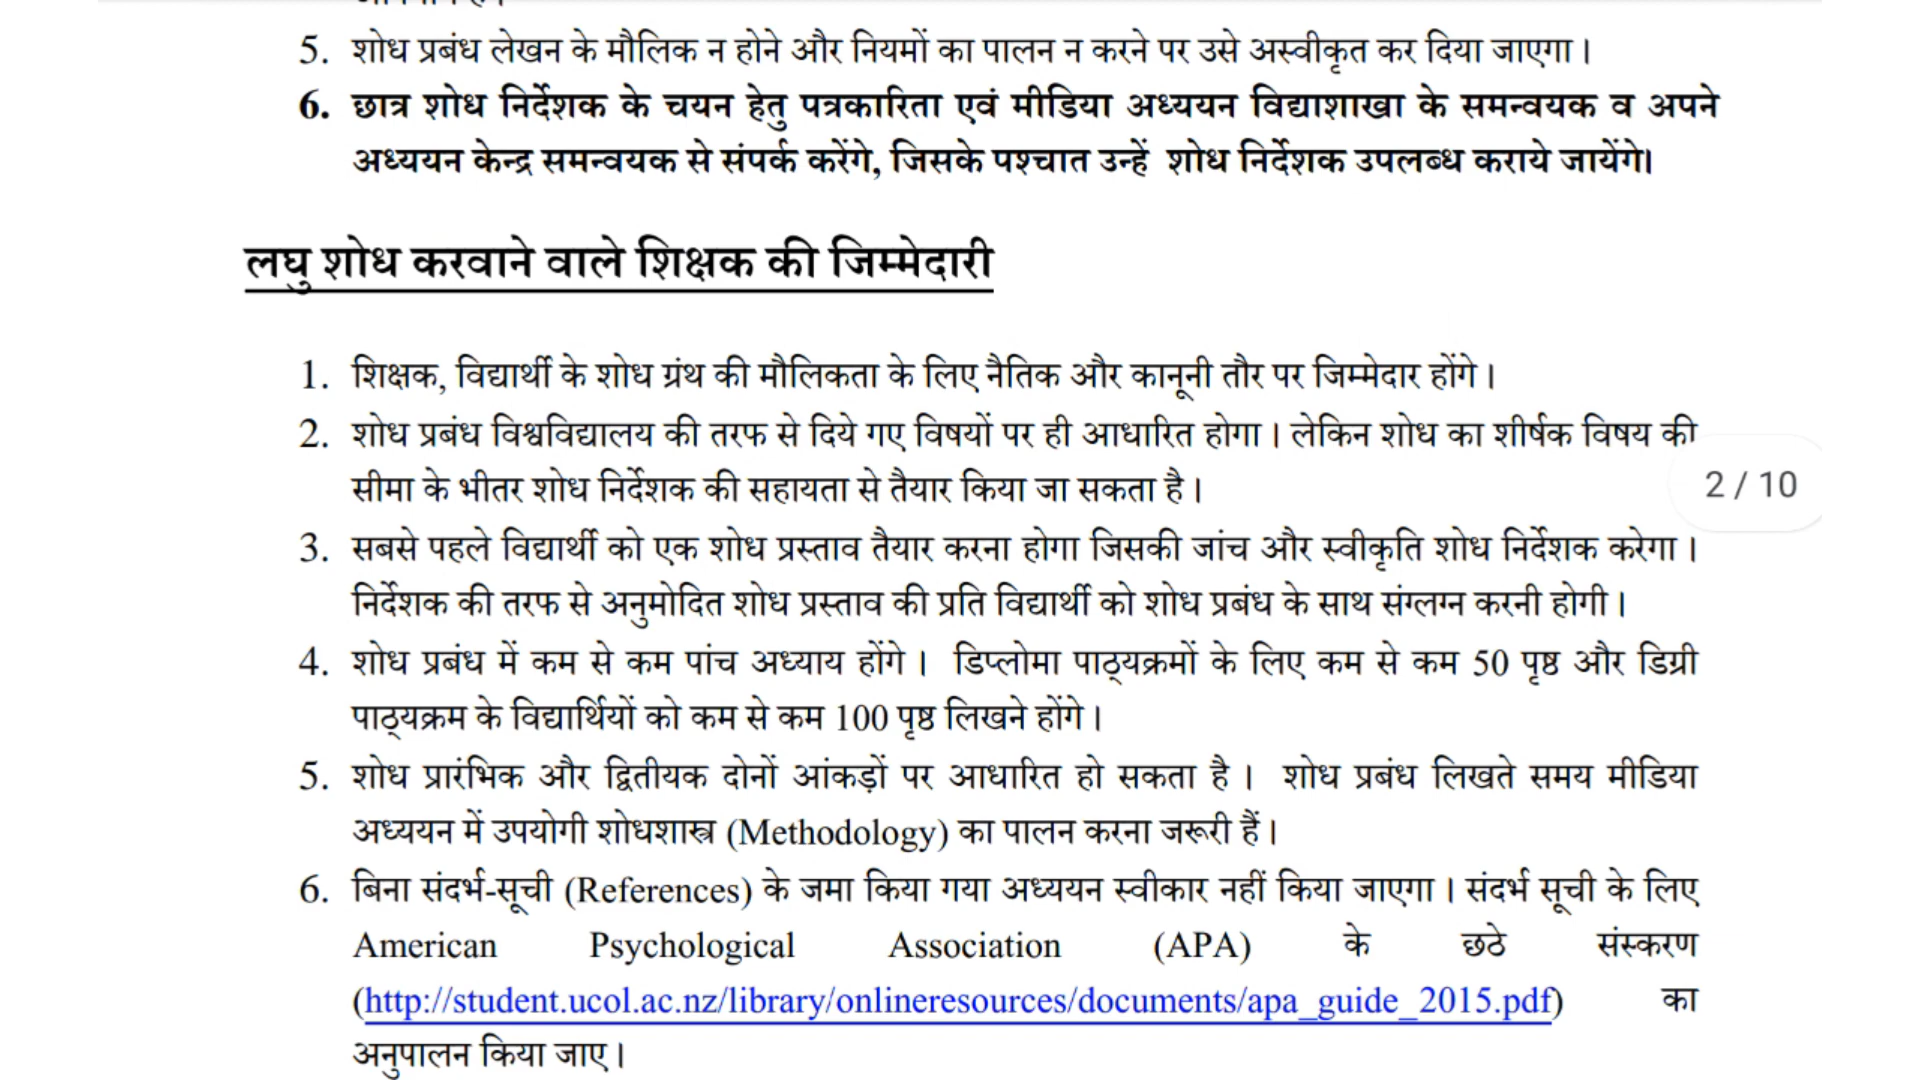 5. शोध प्रबंध लेखन के मौलिक न होने और नियमों का पालन न करने पर उसे अस्वीकृत कर दिया जाएगा।
6. छात्र शोध निर्देशक के चयन हेतु पत्रकारिता एवं मीडिया अध्ययन विद्याशाखा के समन्वयक व अपने
अध्ययन केन्द्र समन्वयक से संपर्क करेंगे, जिसके पश्चात उन्हें शोध निर्देशक उपलब्ध कराये जायेंगे।
लघु शोध करवाने वाले शिक्षक की जिम्मेदारी
1. शिक्षक, विद्यार्थी के शोध ग्रंथ की मौलिकता के लिए नैतिक और कानूनी तौर पर जिम्मेदार होंगे।
2. शोध प्रबंध विश्वविद्यालय की तरफ से दिये गए विषयों पर ही आधारित होगा। लेकिन शोध का शीर्षक विषय की
सीमा के भीतर शोध निर्देशक की सहायता से तैयार किया जा सकता है।
2 / 10
3. सबसे पहले विद्यार्थी को एक शोध प्रस्ताव तैयार करना होगा जिसकी जांच और स्वीकृति शोध निर्देशक करेगा।
निर्देशक की तरफ से अनुमोदित शोध प्रस्ताव की प्रति विद्यार्थी को शोध प्रबंध के साथ संग्लग्न करनी होगी।
4. शोध प्रबंध में कम से कम पांच अध्याय होंगे। डिप्लोमा पाठ्यक्रमों के लिए कम से कम 50 पृष्ठ और डिग्री
पाठ्यक्रम के विद्यार्थियों को कम से कम 100 पृष्ठ लिखने होंगे।
5. शोध प्रारंभिक और द्वितीयक दोनों आंकड़ों पर आधारित हो सकता है। शोध प्रबंध लिखते समय मीडिया
अध्ययन में उपयोगी शोधशास्त्र (Methodology) का पालन करना जरूरी हैं।
6. बिना संदर्भ-सूची (References) के जमा किया गया अध्ययन स्वीकार नहीं किया जाएगा। संदर्भ सूची के लिए
American Psychological Association (APA) के छठे संस्करण
(http://student.ucol.ac.nz/library/onlineresources/documents/apa_guide_2015.pdf) का
अनुपालन किया जाए।